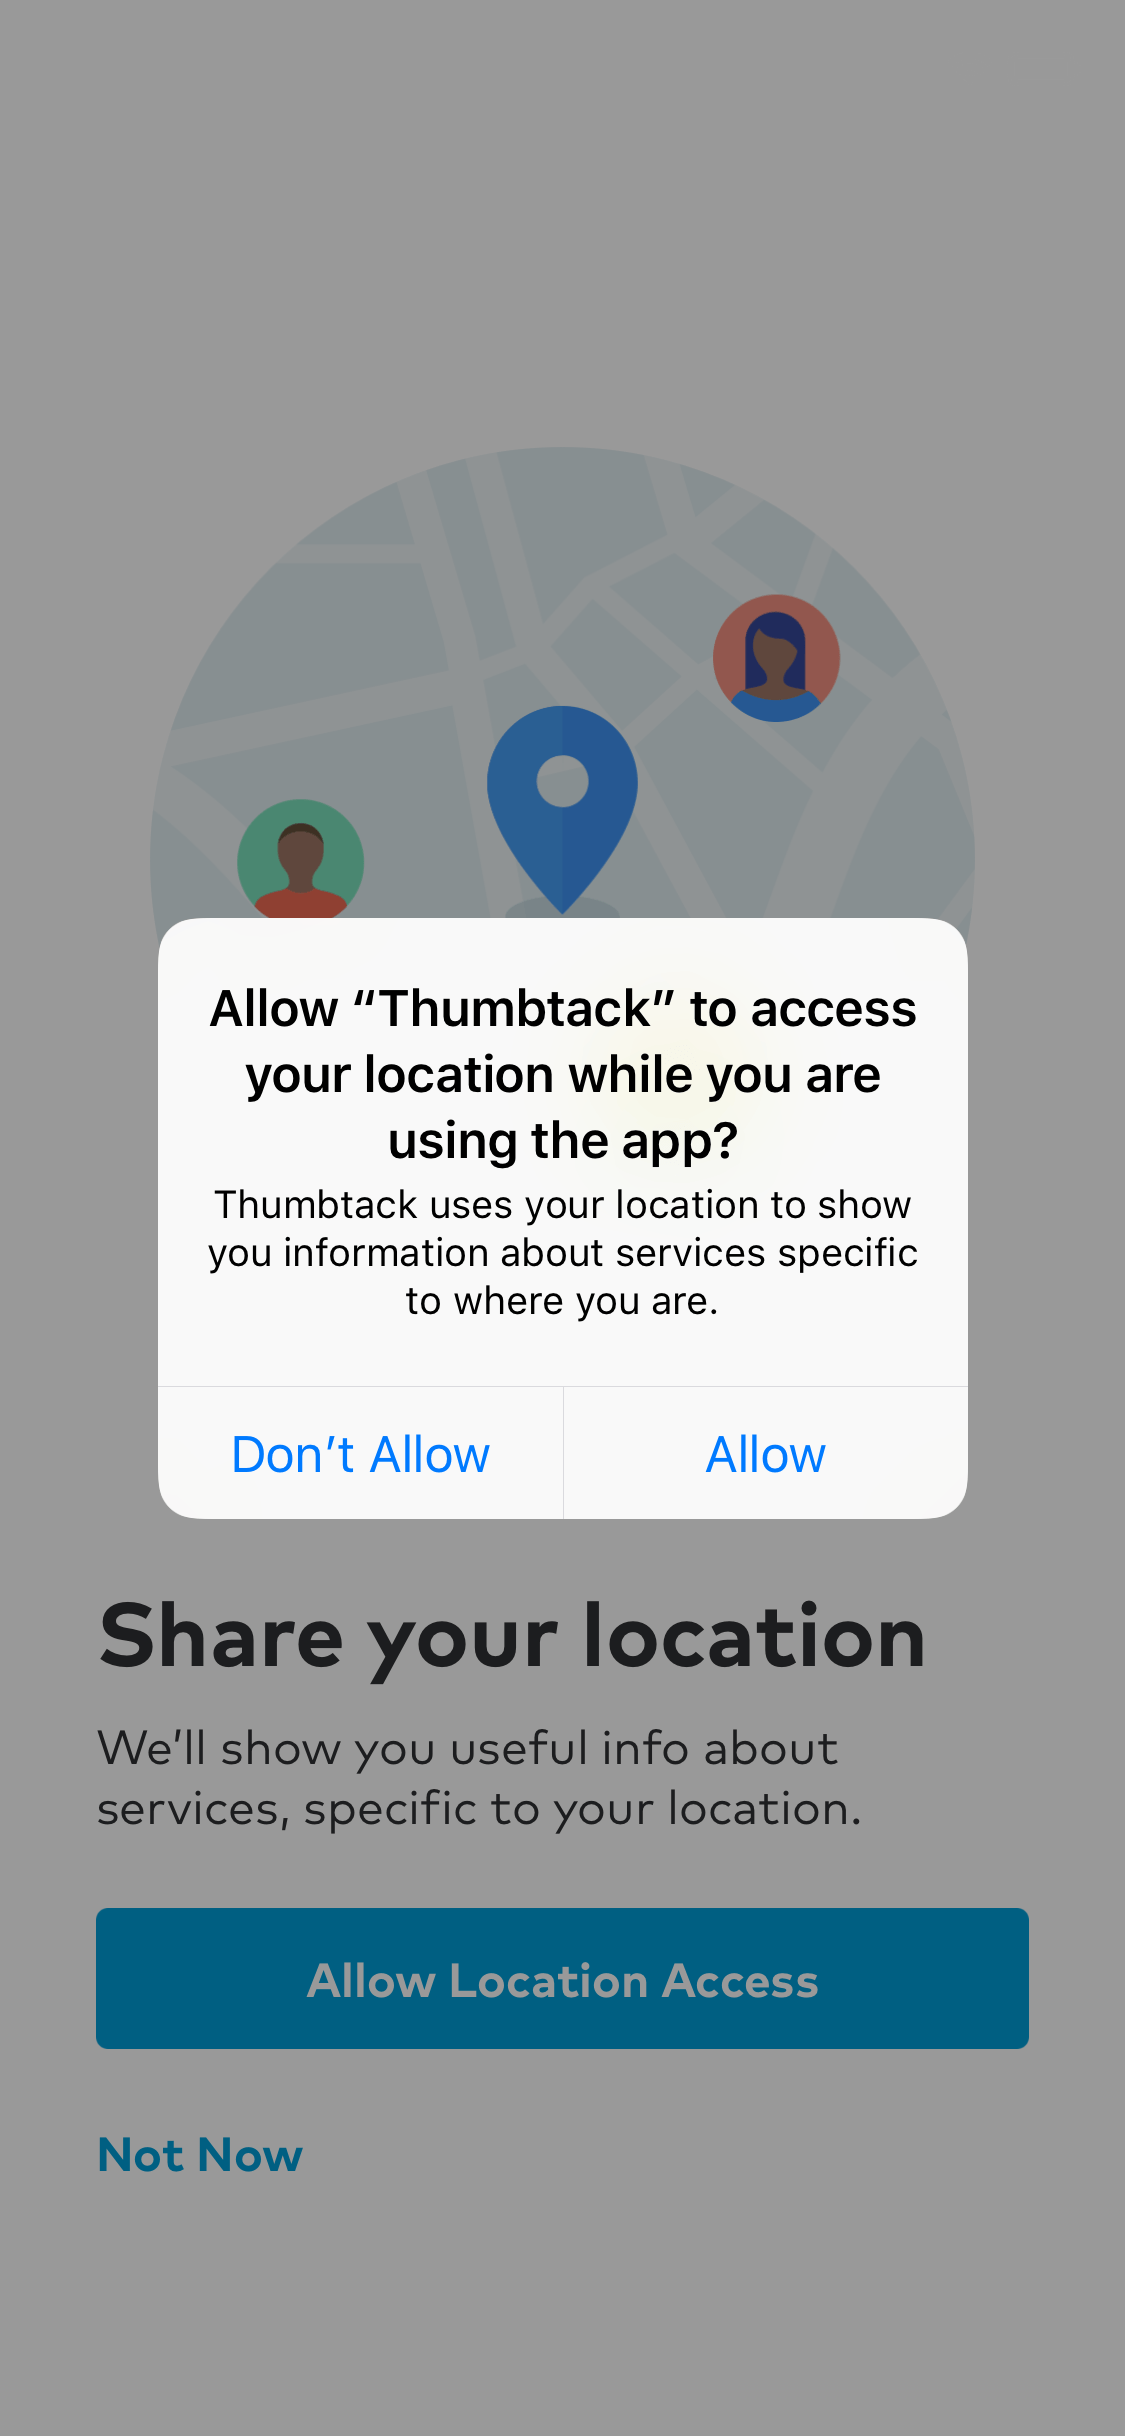 Allow “Thumbtack” to access
your location while you are
using the app?
Thumbtack uses your location to show
you information about services specific
to where you are.
Don’t Allow
Allow
Share your location
We’ll show you useful info about
services, specific to your location.
Allow Location Access
Not Now